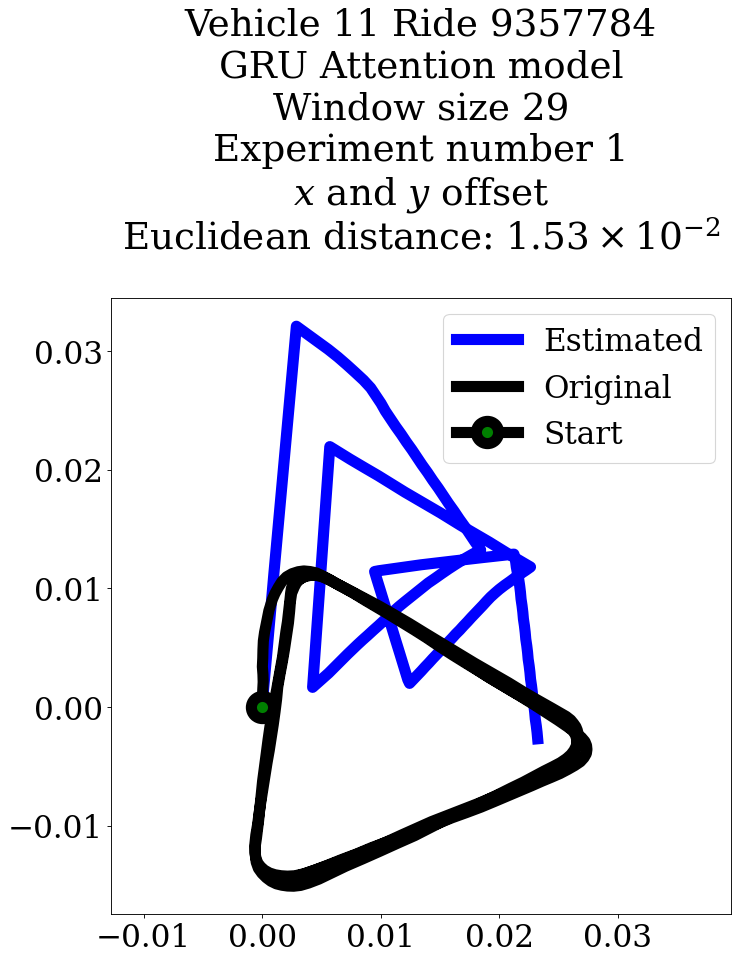 Vehicle 11 Ride 9357784
GRU Attention model
Window size 29
Experiment number 1
x and y offset
Euclidean distance: 1.53 × 10⁻²
Estimated
Original
Start
0.03
0.02
0.01
0.00
−0.01
−0.01 0.00 0.01 0.02 0.03